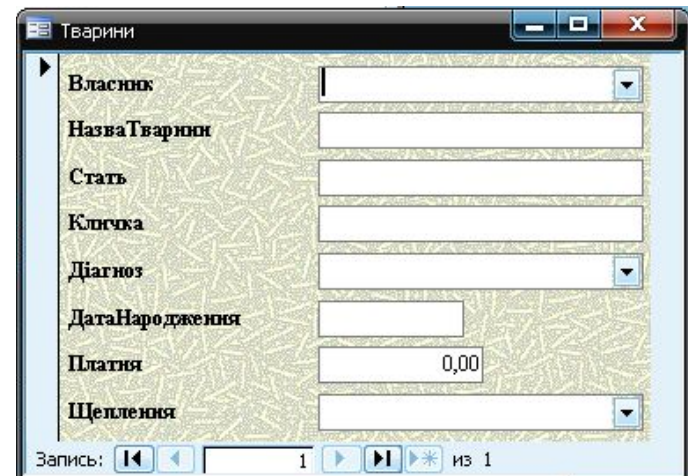 Тварини
Власник
НазваТварини
Стать
Кличка
Діагноз
ДатаНародження
Платня 0,00
Щеплення
Запись: 1 из 1